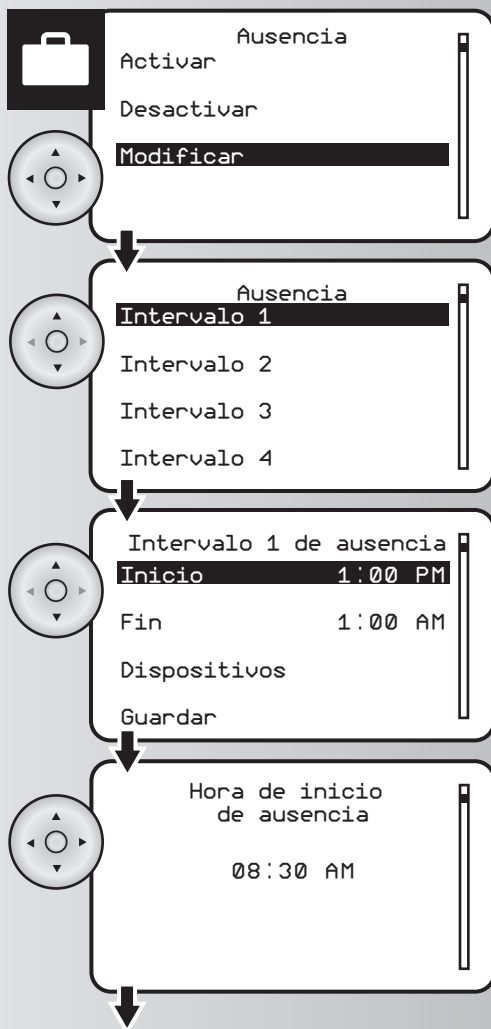 Ausencia
Activar
Desactivar
Modificar
Ausencia
Intervalo 1
Intervalo 2
Intervalo 3
Intervalo 4
Intervalo 1 de ausencia
Inicio 1:00 PM
Fin 1:00 AM
Dispositivos
Guardar
Hora de inicio
de ausencia
08:30 AM